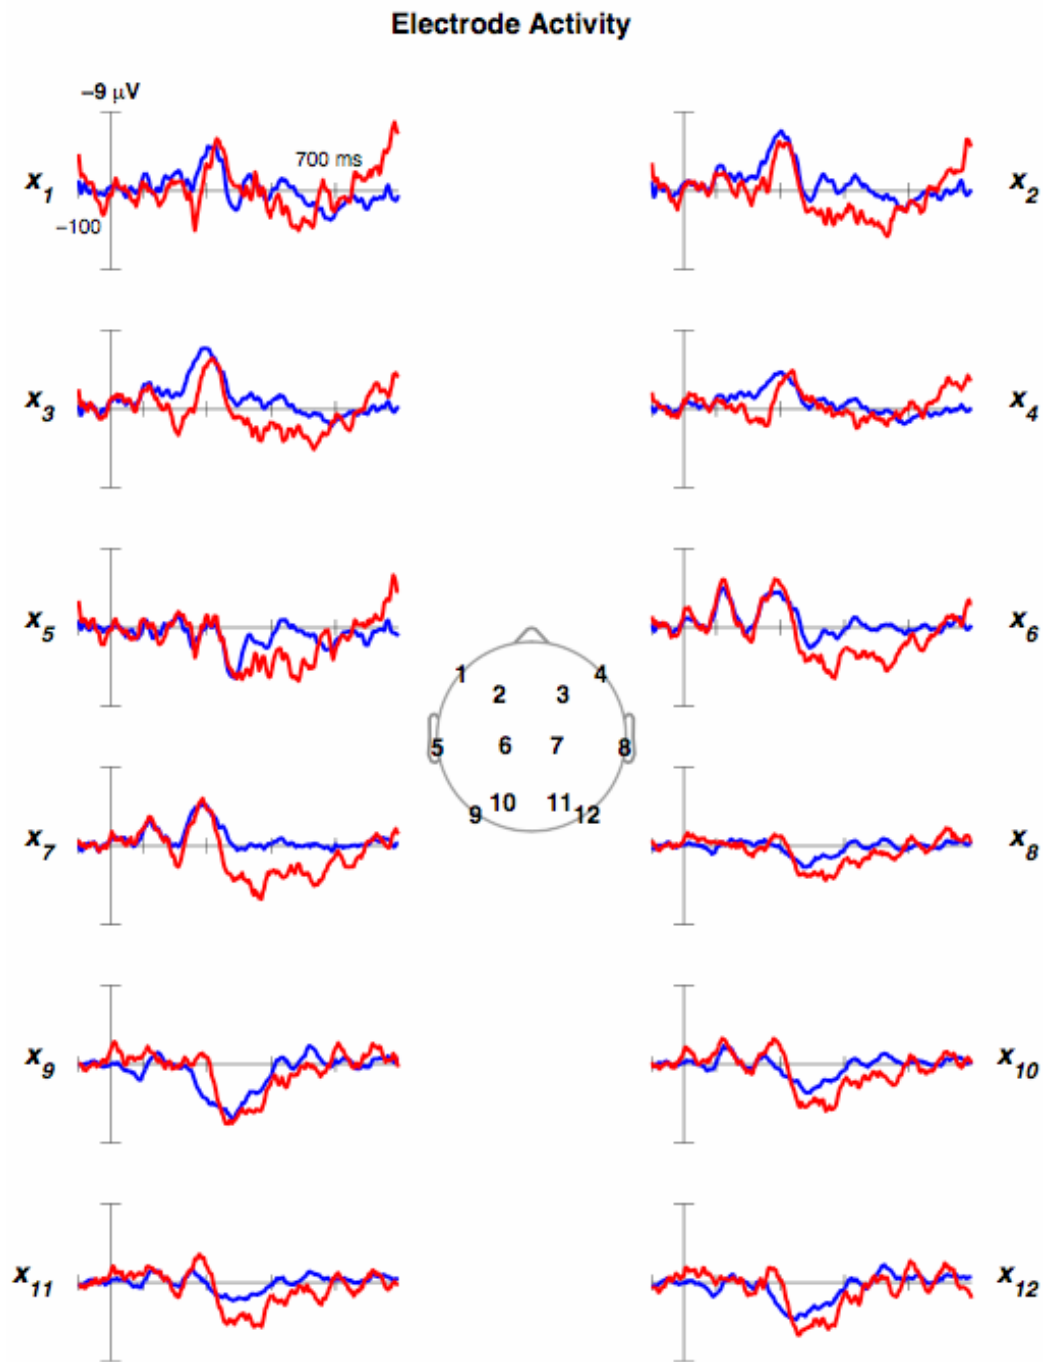 Electrode Activity
−9 μV
700 ms
x1
−100
x2
x3
x4
x5
x6
1 4
2 3
5 6 7 8
10 11
9 12
x7
x8
x9
x10
x11
x12